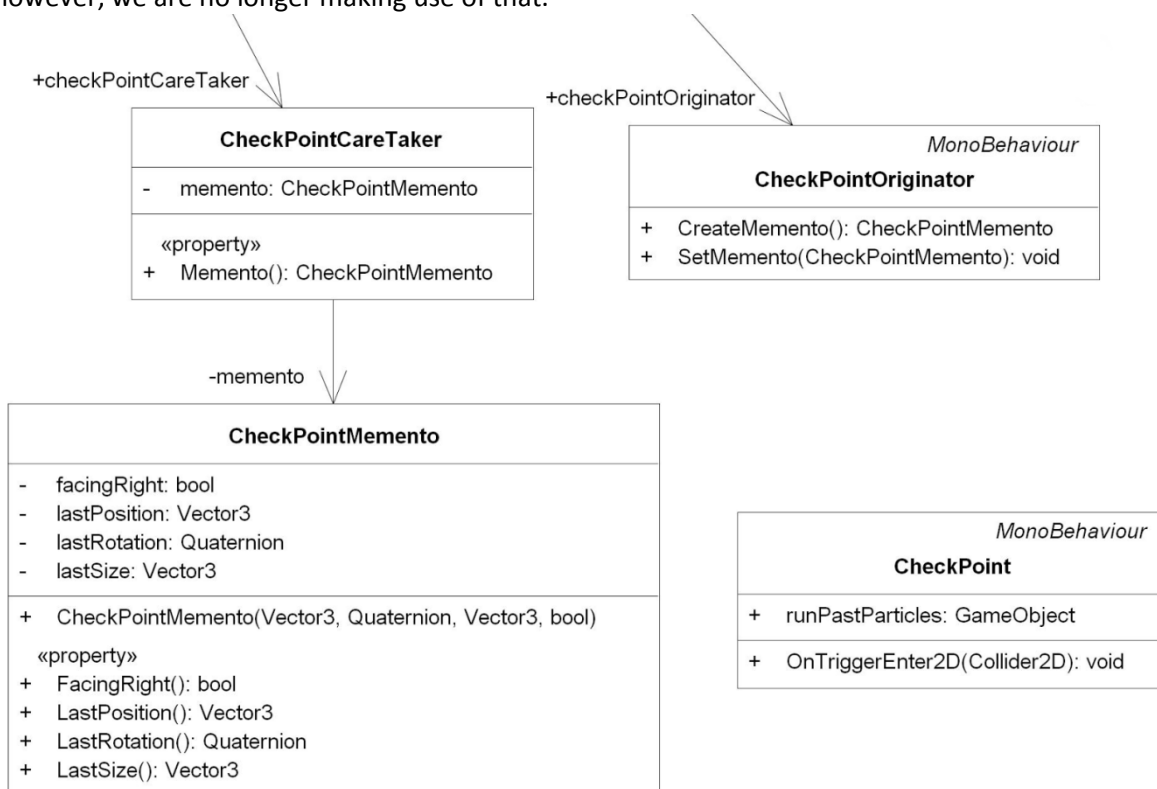 however, we are no longer making use of that.
+checkPointCareTaker
CheckPointCareTaker
- memento: CheckPointMemento
«property»
+ Memento(): CheckPointMemento
+checkPointOriginator
MonoBehaviour
CheckPointOriginator
+ CreateMemento(): CheckPointMemento
+ SetMemento(CheckPointMemento): void
-memento
CheckPointMemento
- facingRight: bool
- lastPosition: Vector3
- lastRotation: Quaternion
- lastSize: Vector3
+ CheckPointMemento(Vector3, Quaternion, Vector3, bool)
«property»
+ FacingRight(): bool
+ LastPosition(): Vector3
+ LastRotation(): Quaternion
+ LastSize(): Vector3
MonoBehaviour
CheckPoint
+ runPastParticles: GameObject
+ OnTriggerEnter2D(Collider2D): void